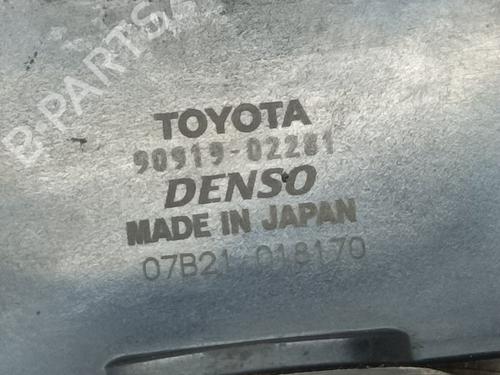 B-PARTS
TOYOTA
90919-02281
DENSO
MADE IN JAPAN
07B21 018170